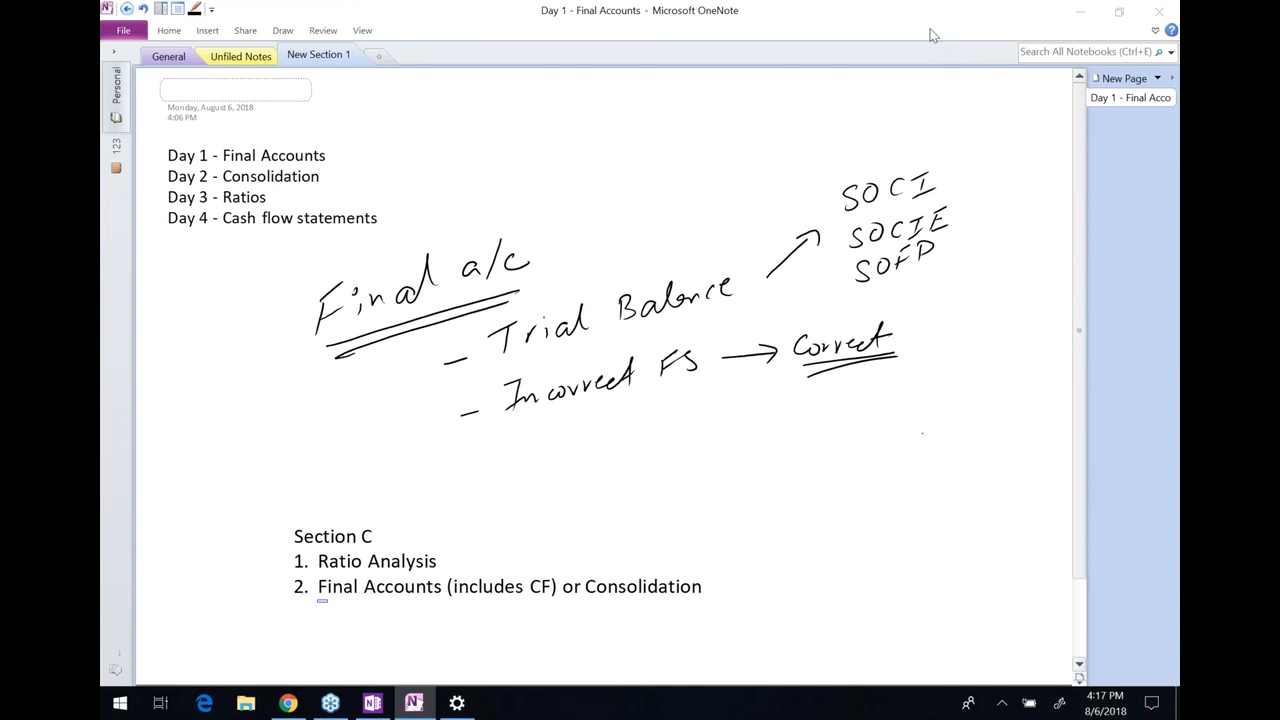 Day 1 - Final Accounts - Microsoft OneNote
File Home Insert Share Draw Review View
General Unfiled Notes New Section 1
Search All Notebooks (Ctrl+E)
New Page
Day 1 - Final Acco
Personal
123
Monday, August 6, 2018
4:06 PM
Day 1 - Final Accounts
Day 2 - Consolidation
Day 3 - Ratios
Day 4 - Cash flow statements
Final a/c
- Trial Balance
SOCI
SOCIE
SOFP
- Incorrect FS → Correct
Section C
1. Ratio Analysis
2. Final Accounts (includes CF) or Consolidation
4:17 PM
8/6/2018